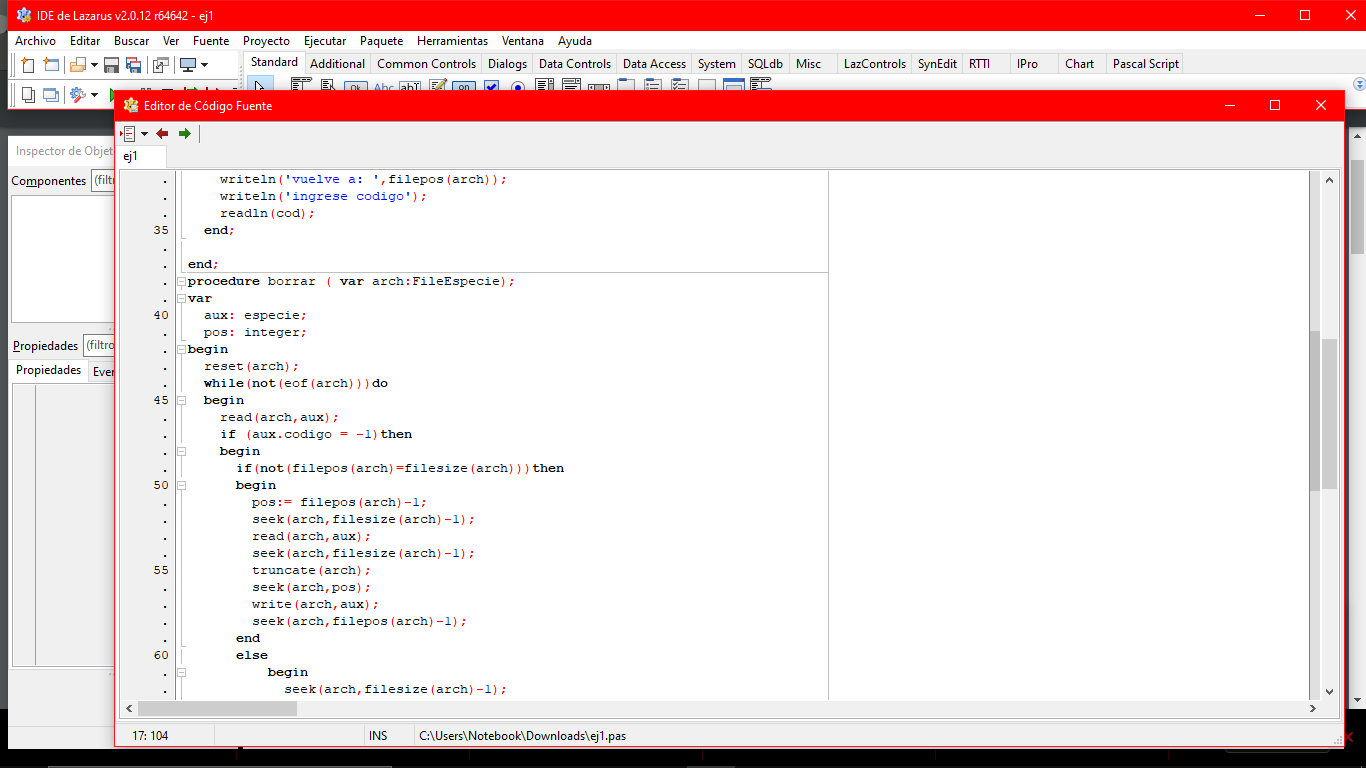 IDE de Lazarus v2.0.12 r64642 - ej1
Archivo Editar Buscar Ver Fuente Proyecto Ejecutar Paquete Herramientas Ventana Ayuda
Standard Additional Common Controls Dialogs Data Controls Data Access System SQLdb Misc LazControls SynEdit RTTI IPro Chart Pascal Script
Editor de Código Fuente
ej1
Inspector de Objet
Componentes (filtr
Propiedades (filtro
Propiedades Ever
writeln('vuelve a: ',filepos(arch));
writeln('ingrese codigo');
readln(cod);
35 end;
end;
procedure borrar ( var arch:FileEspecie);
var
40 aux: especie;
pos: integer;
begin
reset(arch);
while(not(eof(arch)))do
45 begin
read(arch,aux);
if (aux.codigo = -1)then
begin
if(not(filepos(arch)=filesize(arch)))then
50 begin
pos:= filepos(arch)-1;
seek(arch,filesize(arch)-1);
read(arch,aux);
seek(arch,filesize(arch)-1);
55 truncate(arch);
seek(arch,pos);
write(arch,aux);
seek(arch,filepos(arch)-1);
end
60 else
begin
seek(arch,filesize(arch)-1);
17: 104 INS C:\Users\Notebook\Downloads\ej1.pas